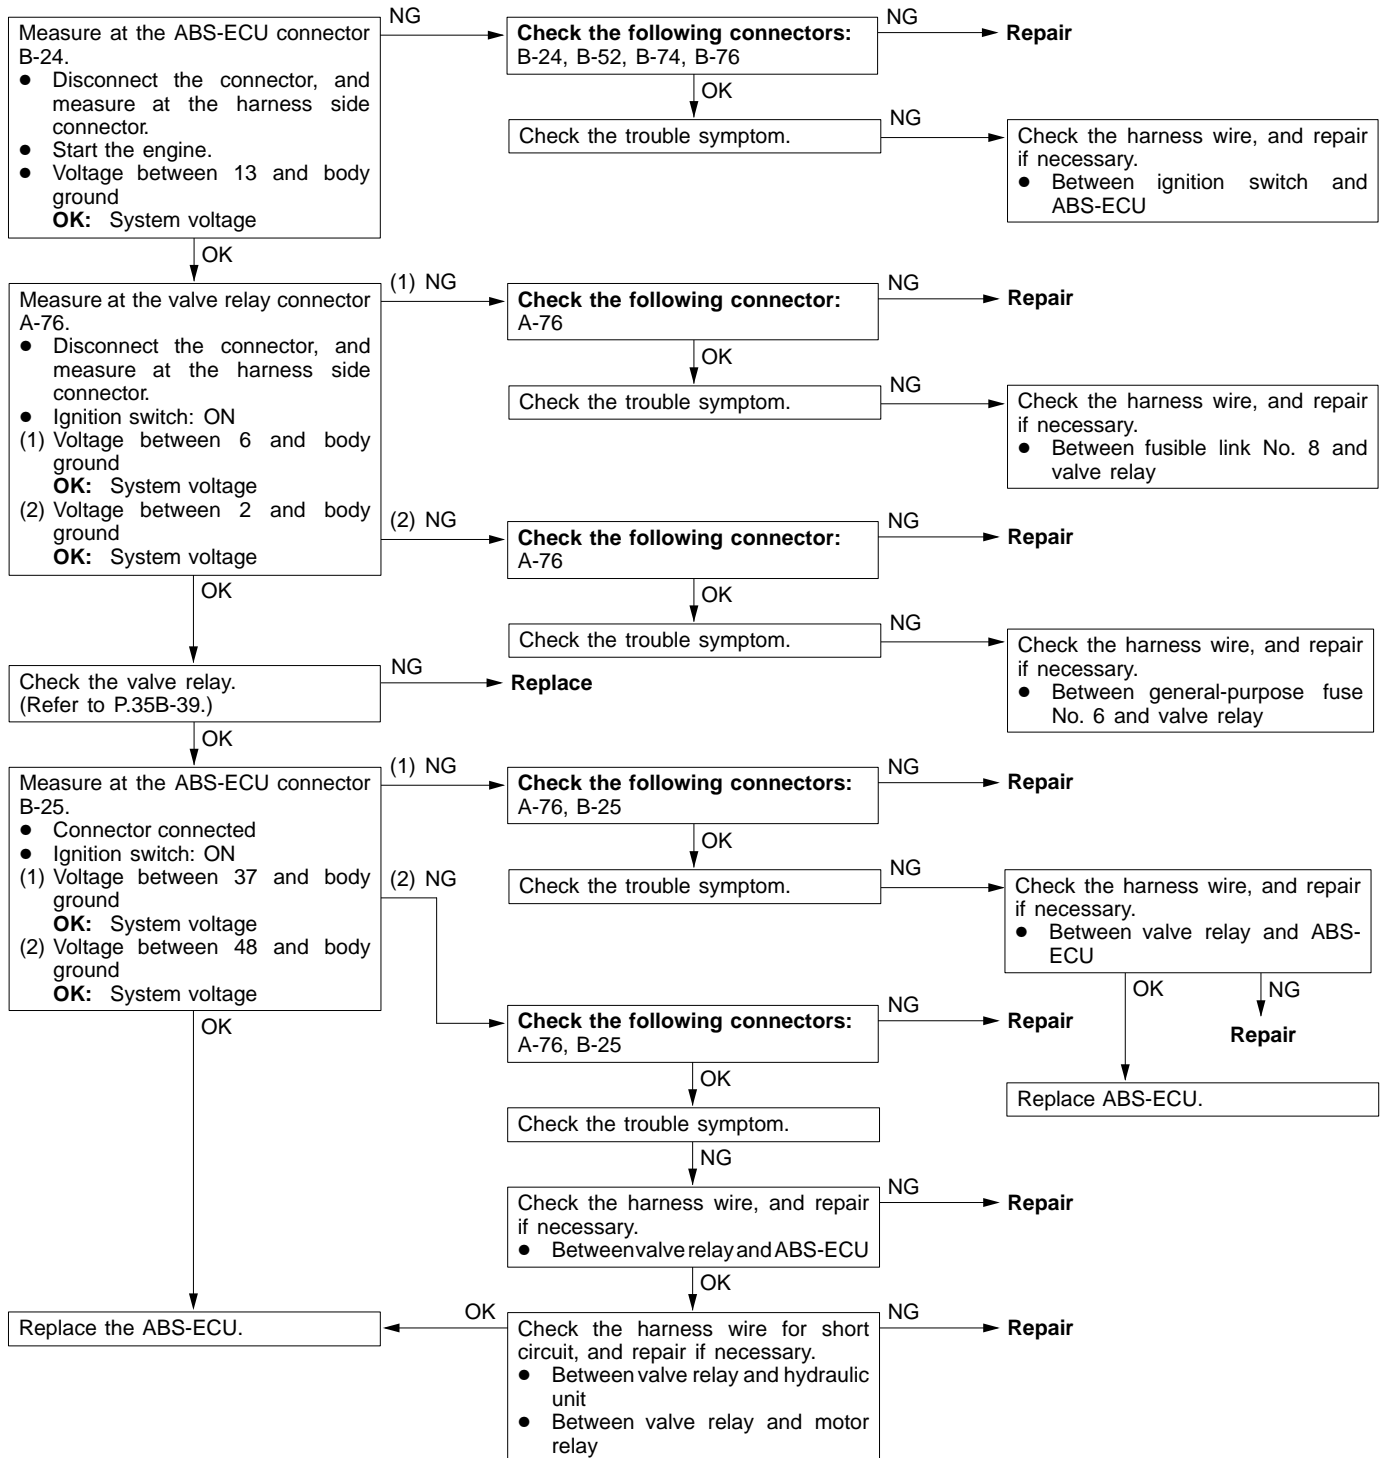 Measure at the ABS-ECU connector
B-24.
● Disconnect the connector, and
measure at the harness side
connector.
● Start the engine.
● Voltage between 13 and body
ground
OK: System voltage
NG
Check the following connectors:
B-24, B-52, B-74, B-76
NG
Repair
OK
Check the trouble symptom.
NG
Check the harness wire, and repair
if necessary.
● Between ignition switch and
ABS-ECU
OK
Measure at the valve relay connector
A-76.
● Disconnect the connector, and
measure at the harness side
connector.
● Ignition switch: ON
(1) Voltage between 6 and body
ground
OK: System voltage
(2) Voltage between 2 and body
ground
OK: System voltage
(1) NG
Check the following connector:
A-76
NG
Repair
OK
Check the trouble symptom.
NG
Check the harness wire, and repair
if necessary.
● Between fusible link No. 8 and
valve relay
(2) NG
Check the following connector:
A-76
NG
Repair
OK
Check the trouble symptom.
NG
Check the harness wire, and repair
if necessary.
● Between general-purpose fuse
No. 6 and valve relay
OK
Check the valve relay.
(Refer to P.35B-39.)
NG
Replace
OK
Measure at the ABS-ECU connector
B-25.
● Connector connected
● Ignition switch: ON
(1) Voltage between 37 and body
ground
OK: System voltage
(2) Voltage between 48 and body
ground
OK: System voltage
(1) NG
Check the following connectors:
A-76, B-25
NG
Repair
OK
Check the trouble symptom.
NG
Check the harness wire, and repair
if necessary.
● Between valve relay and ABS-
ECU
OK
NG
Repair
Replace ABS-ECU.
(2) NG
Check the following connectors:
A-76, B-25
NG
Repair
OK
Check the trouble symptom.
NG
Check the harness wire, and repair
if necessary.
● Between valve relay and ABS-ECU
NG
Repair
OK
Check the harness wire for short
circuit, and repair if necessary.
● Between valve relay and hydraulic
unit
● Between valve relay and motor
relay
NG
Repair
OK
OK
Replace the ABS-ECU.